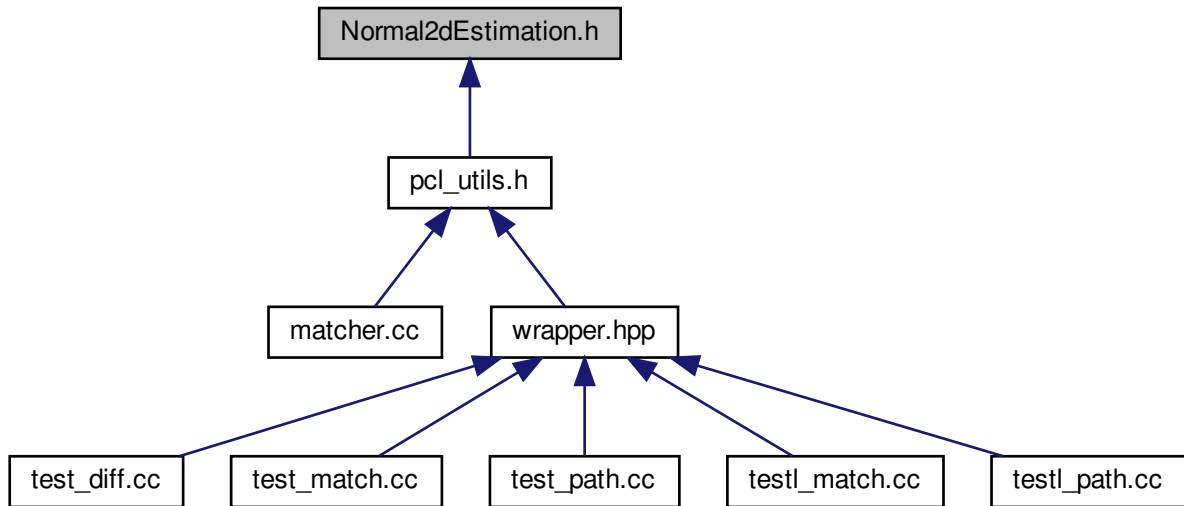 Normal2dEstimation.h
pcl_utils.h
matcher.cc
wrapper.hpp
test_diff.cc
test_match.cc
test_path.cc
testl_match.cc
testl_path.cc